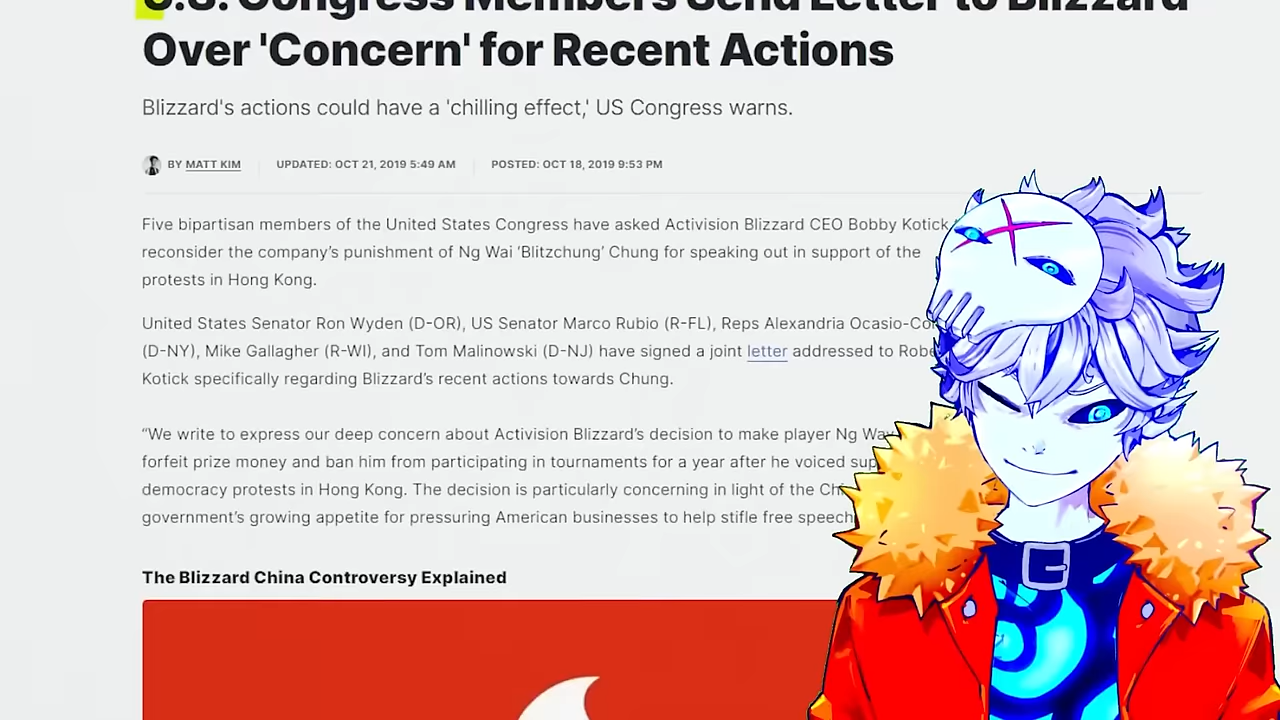 U.S. Congress Members Send Letter to Blizzard
Over 'Concern' for Recent Actions
Blizzard's actions could have a 'chilling effect,' US Congress warns.
BY MATT KIM UPDATED: OCT 21, 2019 5:49 AM POSTED: OCT 18, 2019 9:53 PM
Five bipartisan members of the United States Congress have asked Activision Blizzard CEO Bobby Kotick
reconsider the company's punishment of Ng Wai ‘Blitzchung’ Chung for speaking out in support of the
protests in Hong Kong.
United States Senator Ron Wyden (D-OR), US Senator Marco Rubio (R-FL), Reps Alexandria
(D-NY), Mike Gallagher (R-WI), and Tom Malinowski (D-NJ) have signed a joint letter addressed to
Kotick specifically regarding Blizzard’s recent actions towards Chung.
“We write to express our deep concern about Activision Blizzard’s decision to make player Ng Wai
forfeit prize money and ban him from participating in tournaments for a year after he voiced
democracy protests in Hong Kong. The decision is particularly concerning in light of the
government’s growing appetite for pressuring American businesses to help stifle free speech
The Blizzard China Controversy Explained